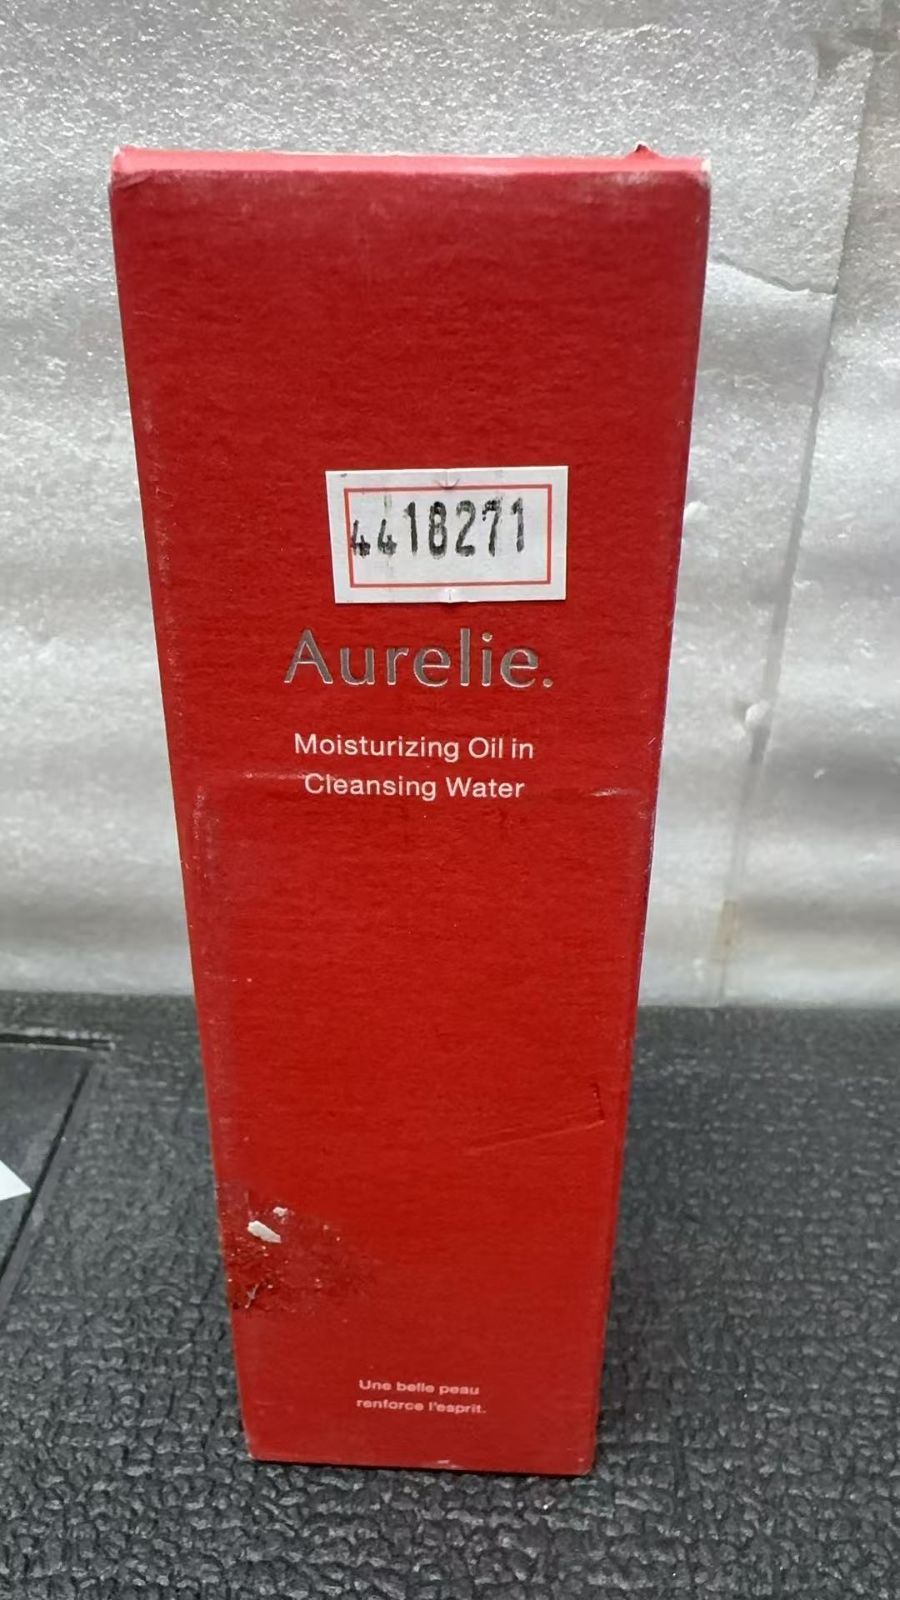 4418271
Aurelie.
Moisturizing Oil in
Cleansing Water
Une belle peau
renforce l'esprit.